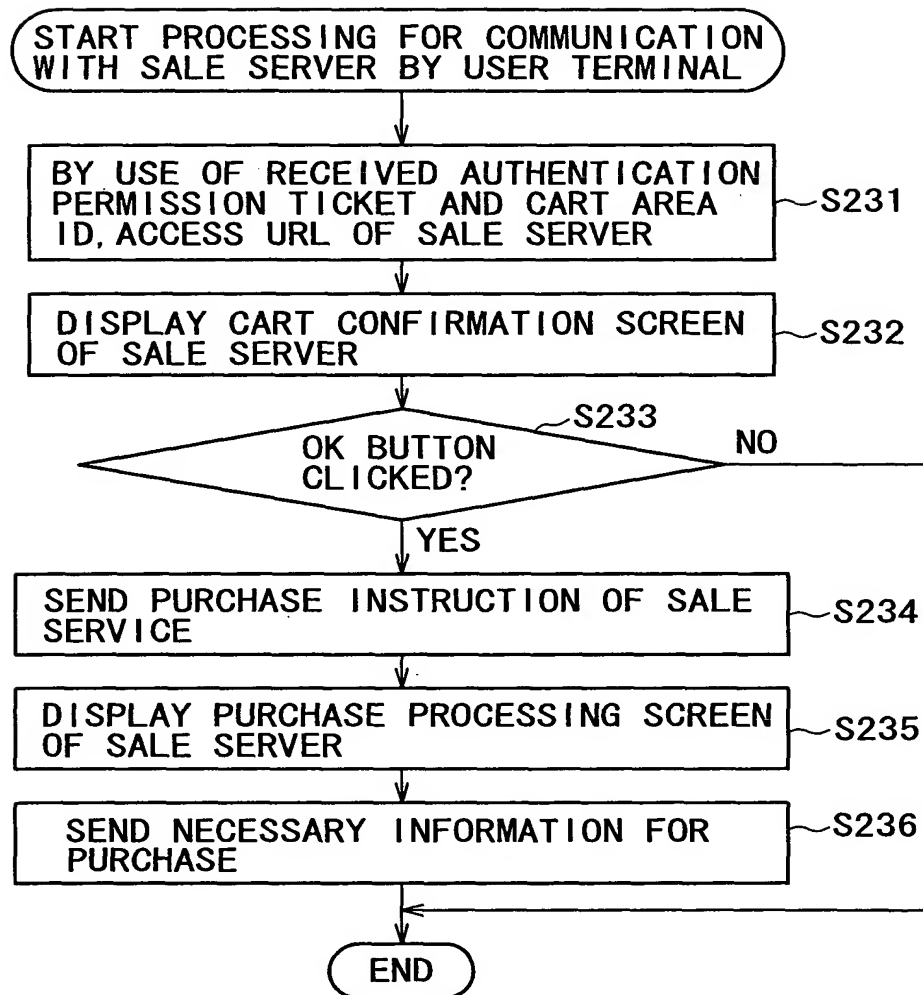 START PROCESSING FOR COMMUNICATION
WITH SALE SERVER BY USER TERMINAL
BY USE OF RECEIVED AUTHENTICATION
PERMISSION TICKET AND CART AREA
ID, ACCESS URL OF SALE SERVER
S231
DISPLAY CART CONFIRMATION SCREEN
OF SALE SERVER
S232
S233
OK BUTTON
CLICKED?
NO
YES
SEND PURCHASE INSTRUCTION OF SALE
SERVICE
S234
DISPLAY PURCHASE PROCESSING SCREEN
OF SALE SERVER
S235
SEND NECESSARY INFORMATION FOR
PURCHASE
S236
END